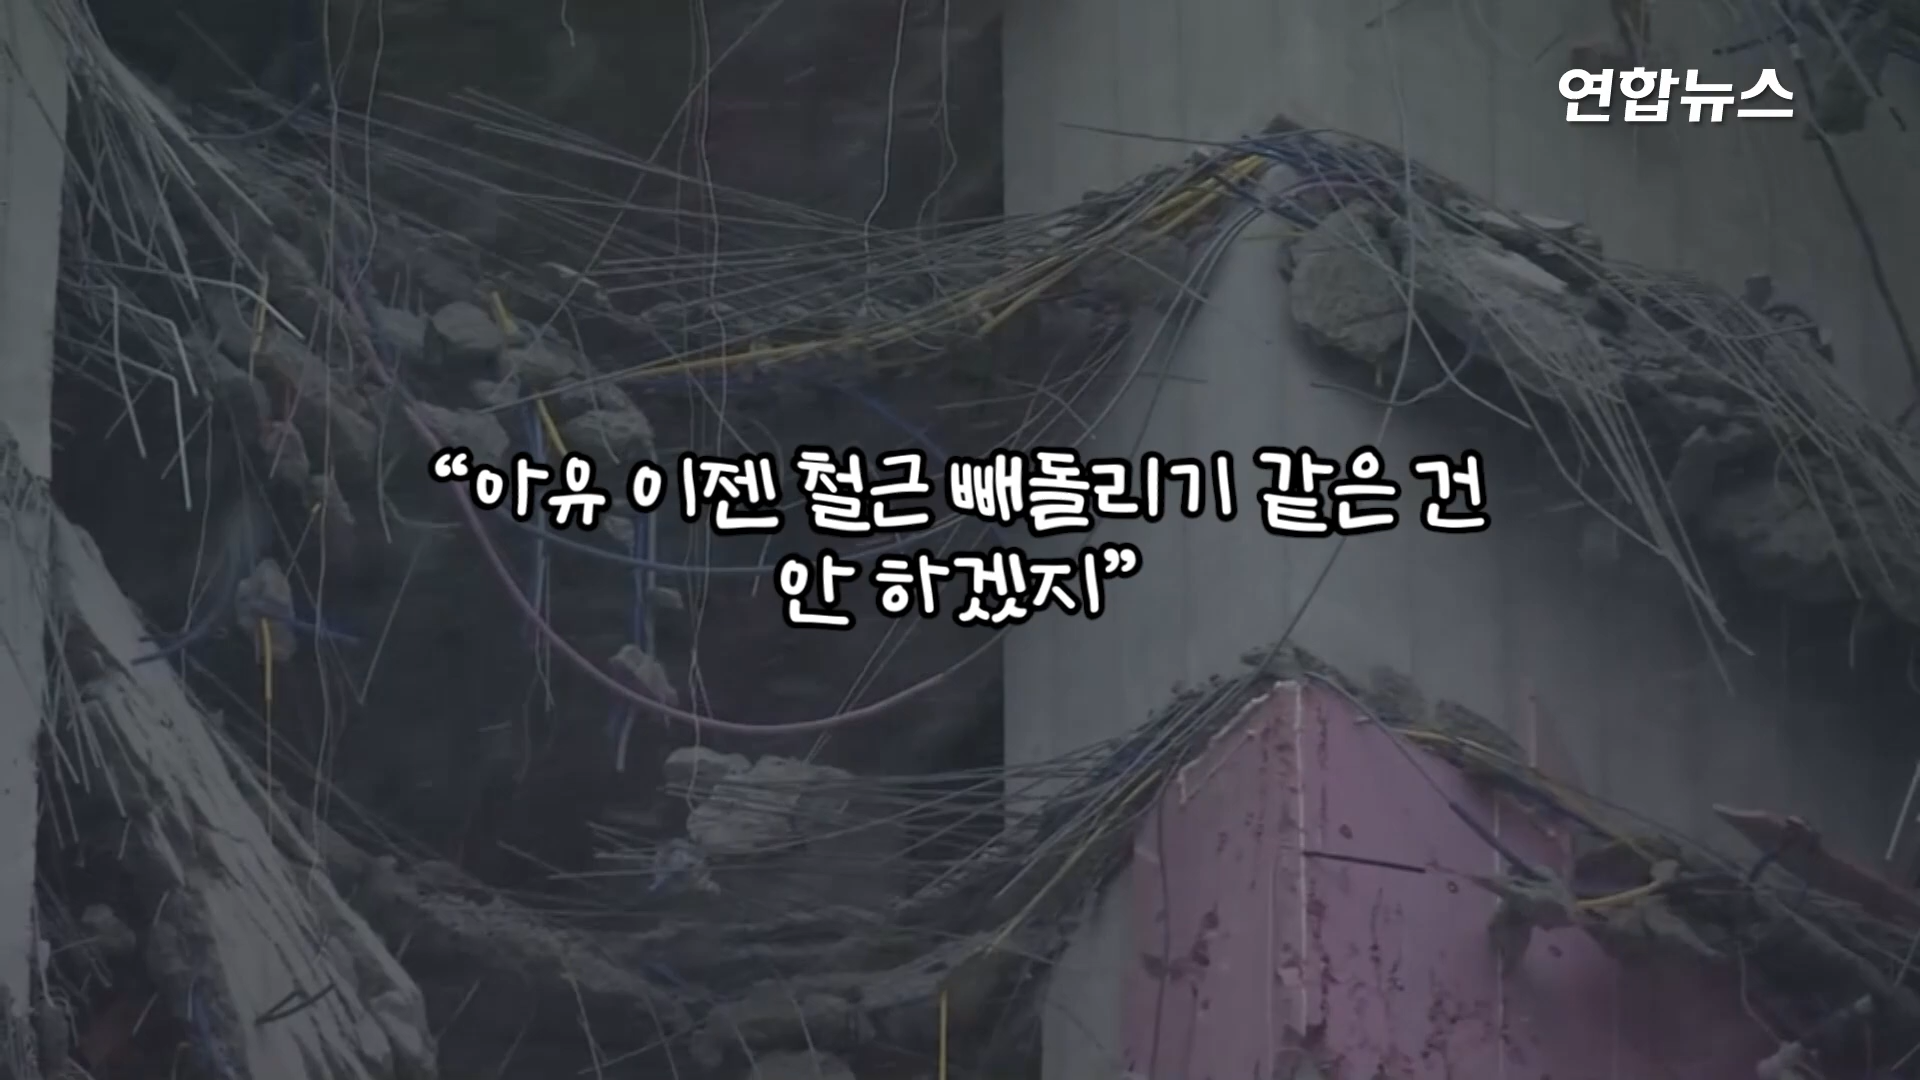 연합뉴스
“아유 이젠 철근 빼돌리기 같은 건
안 하겠지”